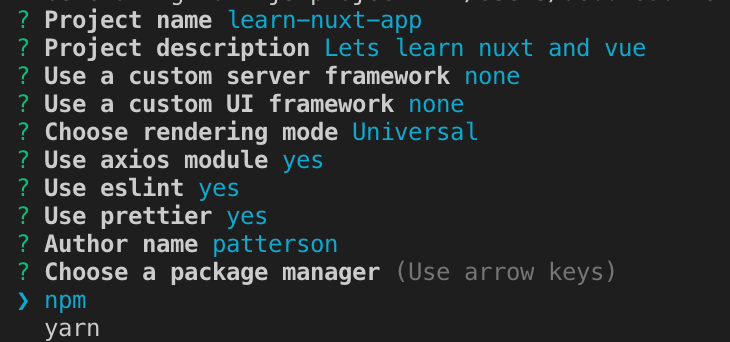 ? Project name learn-nuxt-app
? Project description Lets learn nuxt and vue
? Use a custom server framework none
? Use a custom UI framework none
? Choose rendering mode Universal
? Use axios module yes
? Use eslint yes
? Use prettier yes
? Author name patterson
? Choose a package manager (Use arrow keys)
❯ npm
yarn